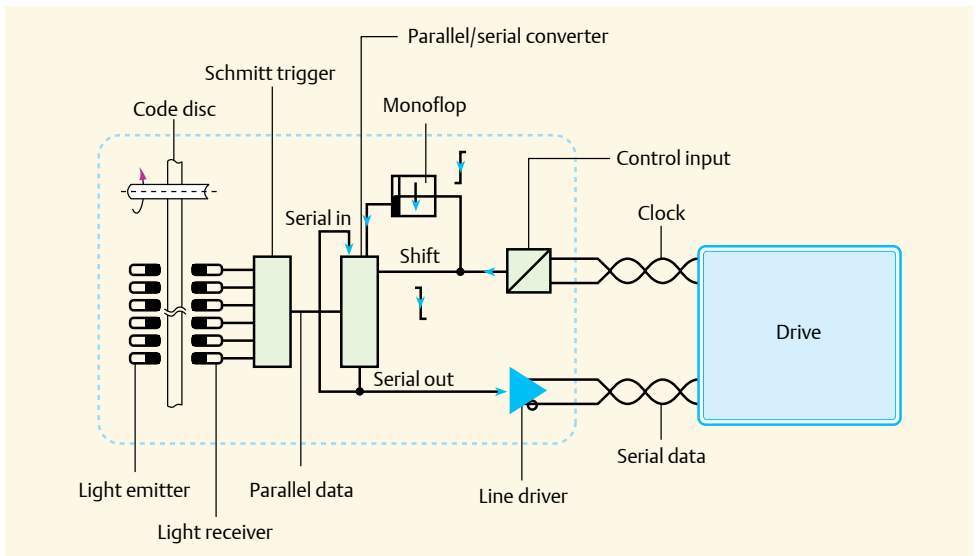 Parallel/serial converter
Schmitt trigger
Code disc
Monoflop
Control input
Serial in
Clock
Shift
Drive
Serial out
Serial data
Light emitter
Parallel data
Line driver
Light receiver